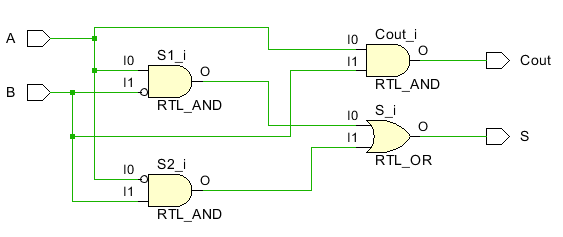 A
B
I0
I1
S1_i
O
RTL_AND
I0
I1
S2_i
O
RTL_AND
I0
I1
Cout_i
O
RTL_AND
Cout
I0
I1
S_i
O
RTL_OR
S